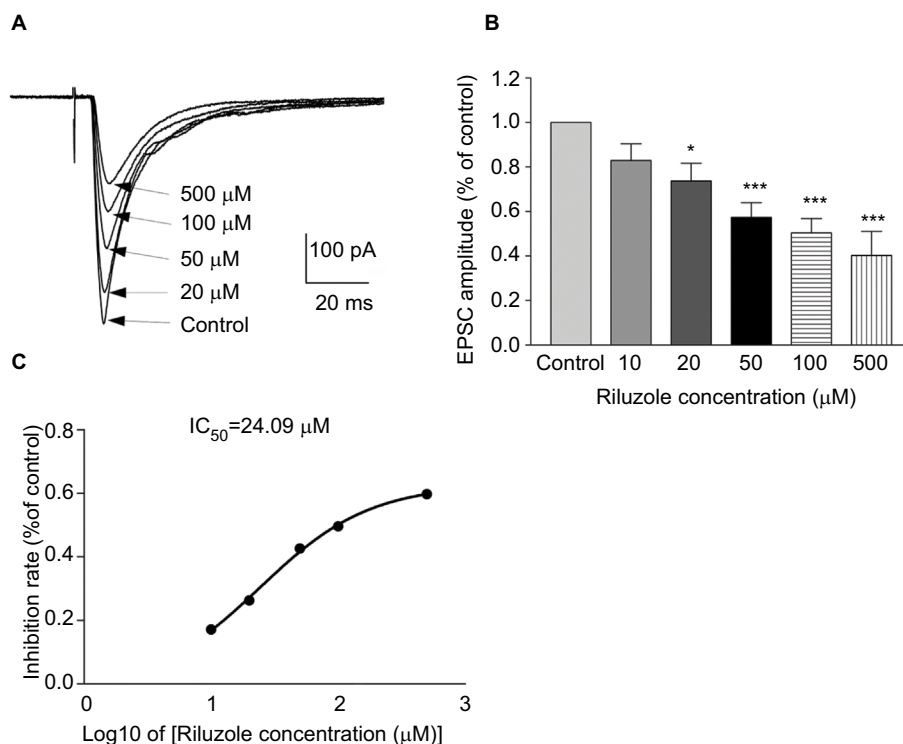 A
500 μM
100 μM
50 μM
20 μM
Control
100 pA
20 ms
B
EPSC amplitude (% of control)
1.2
1.0
0.8
0.6
0.4
0.2
0.0
*
***
***
***
Control 10 20 50 100 500
Riluzole concentration (μM)
C
IC50=24.09 μM
Inhibition rate (%of control)
0.8
0.6
0.4
0.2
0.0
0 1 2 3
Log10 of [Riluzole concentration (μM)]